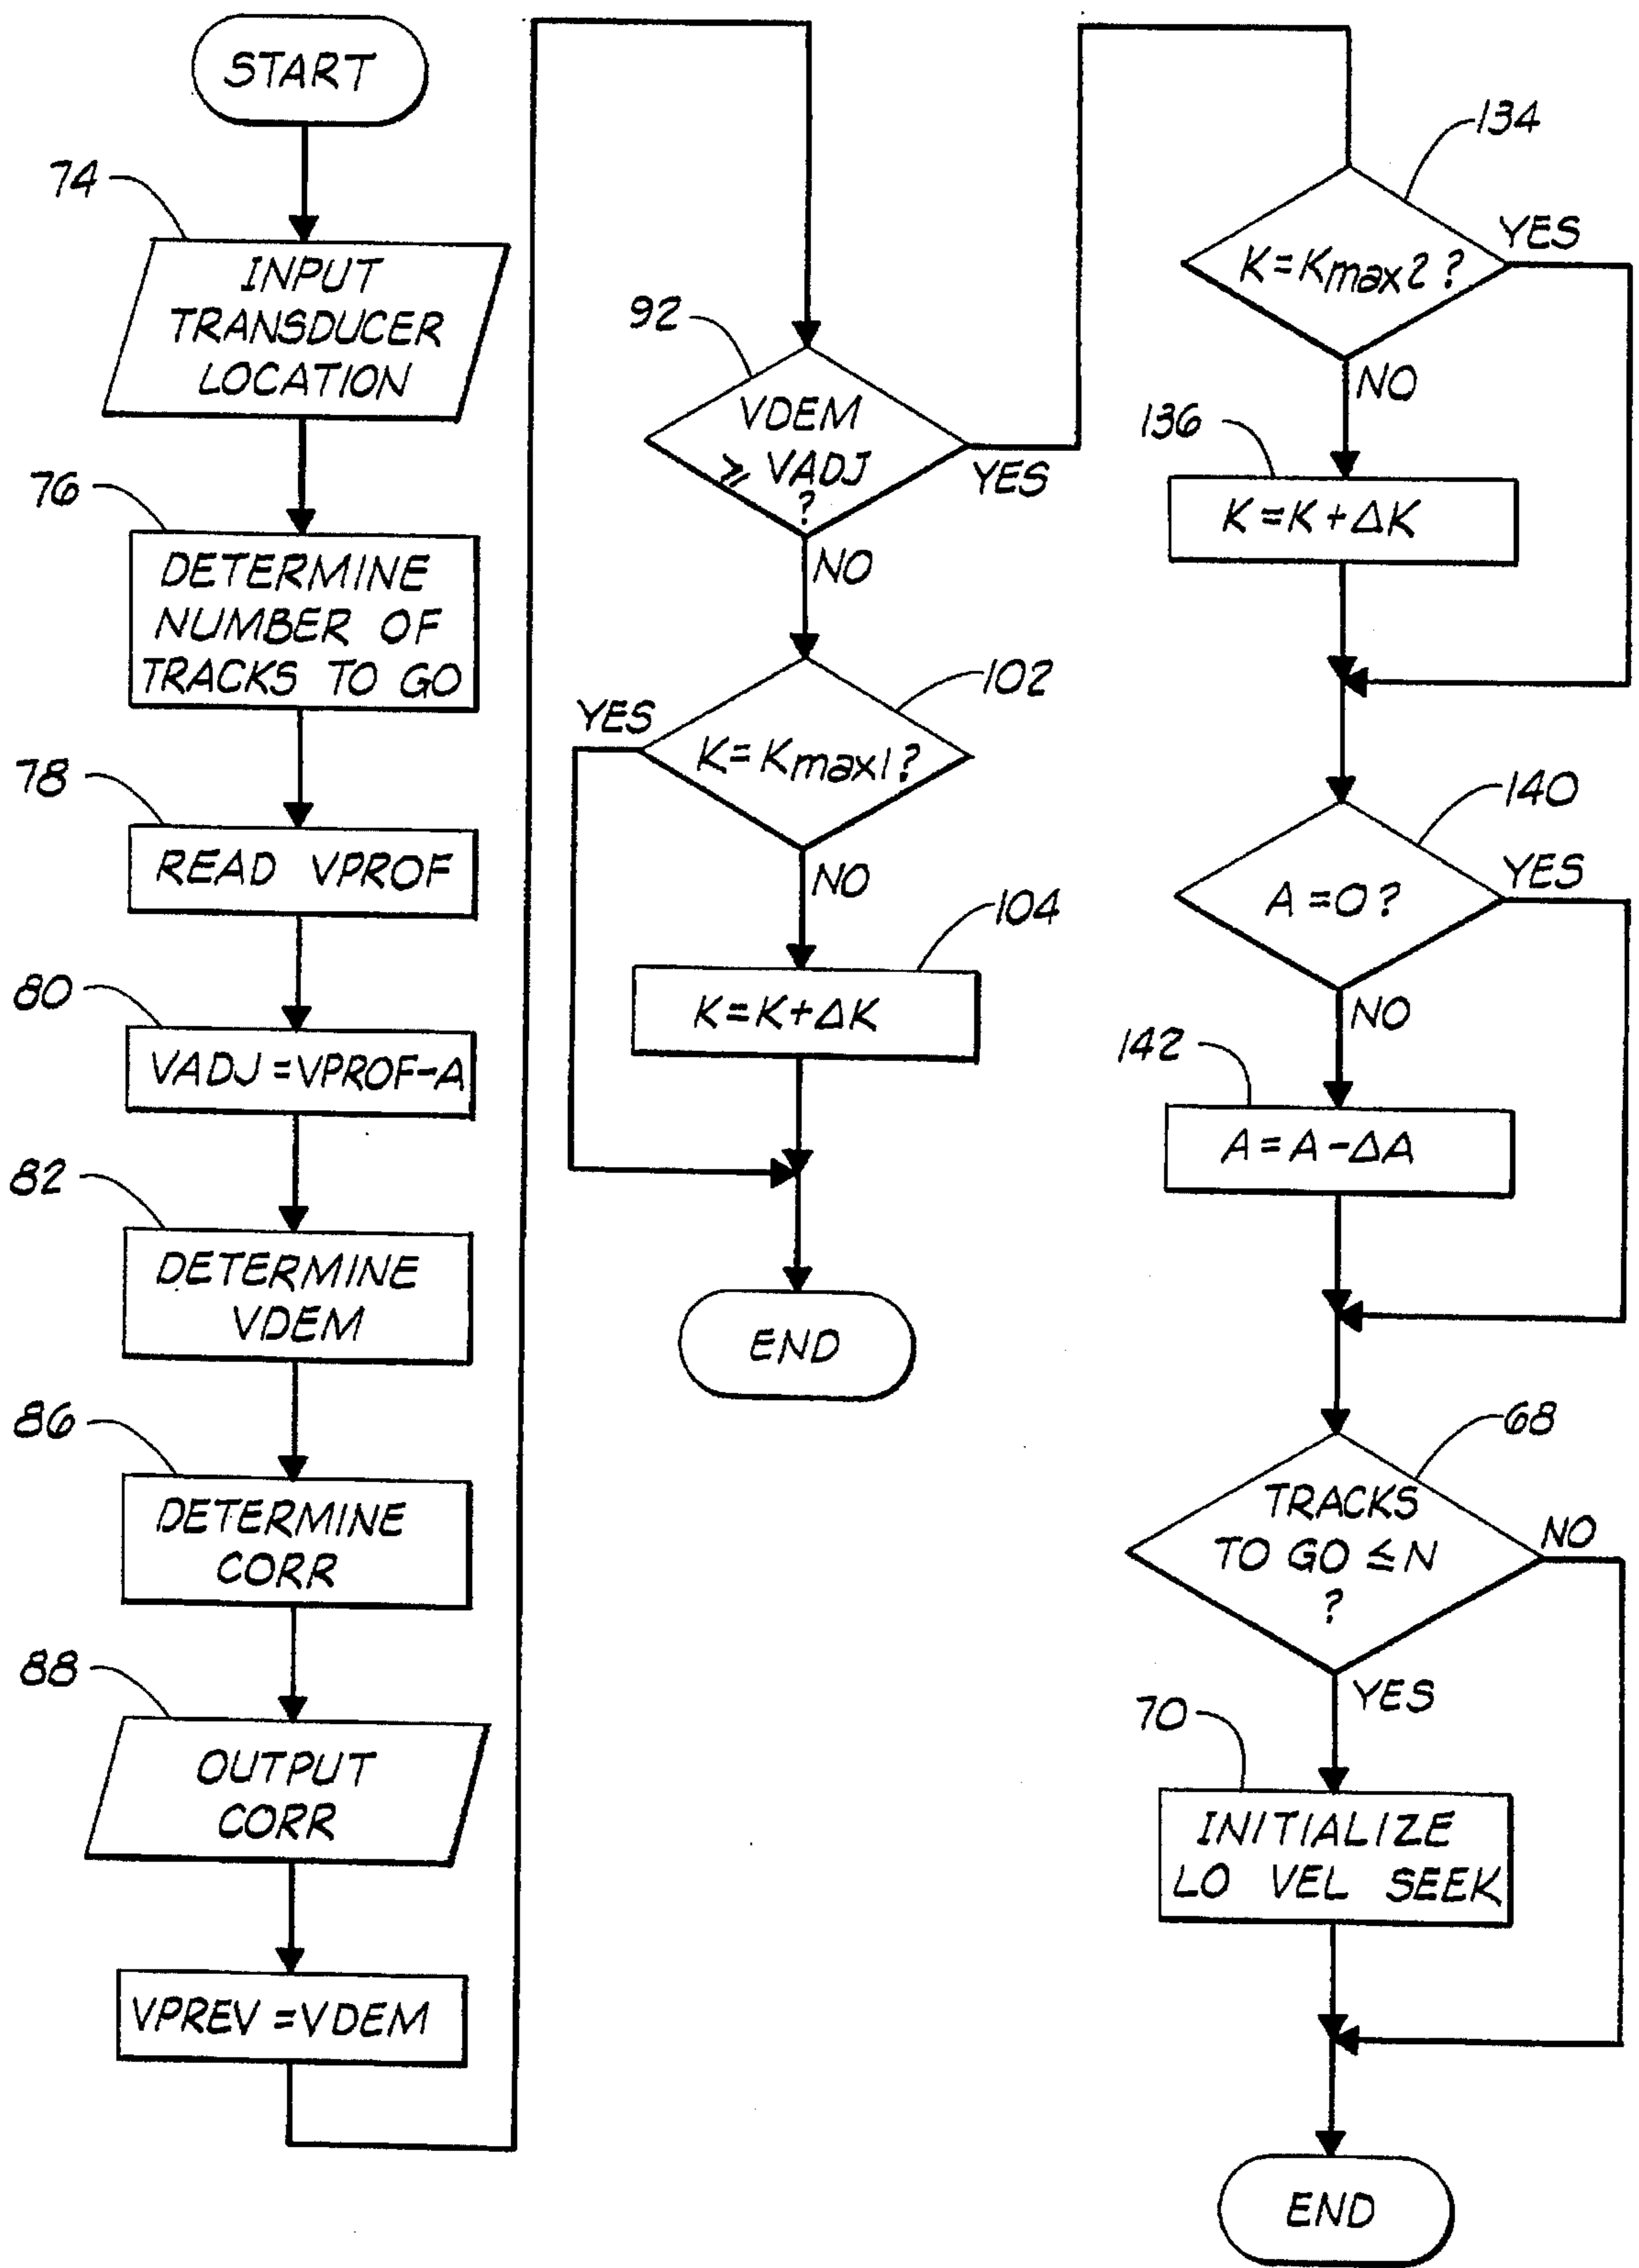 START
74
INPUT
TRANSDUCER
LOCATION
76
DETERMINE
NUMBER OF
TRACKS TO GO
78
READ VPROF
80
VADJ=VPROF-A
82
DETERMINE
VDEM
86
DETERMINE
CORR
88
OUTPUT
CORR
VPREV=VDEM
92
VDEM
≥ VADJ
?
YES
NO
102
YES
K=Kmax1?
NO
104
K=K+ΔK
END
134
YES
K=Kmax2?
NO
136
K=K+ΔK
140
YES
A=0?
NO
142
A=A-ΔA
68
TRACKS
TO GO ≤N
?
NO
YES
70
INITIALIZE
LO VEL SEEK
END